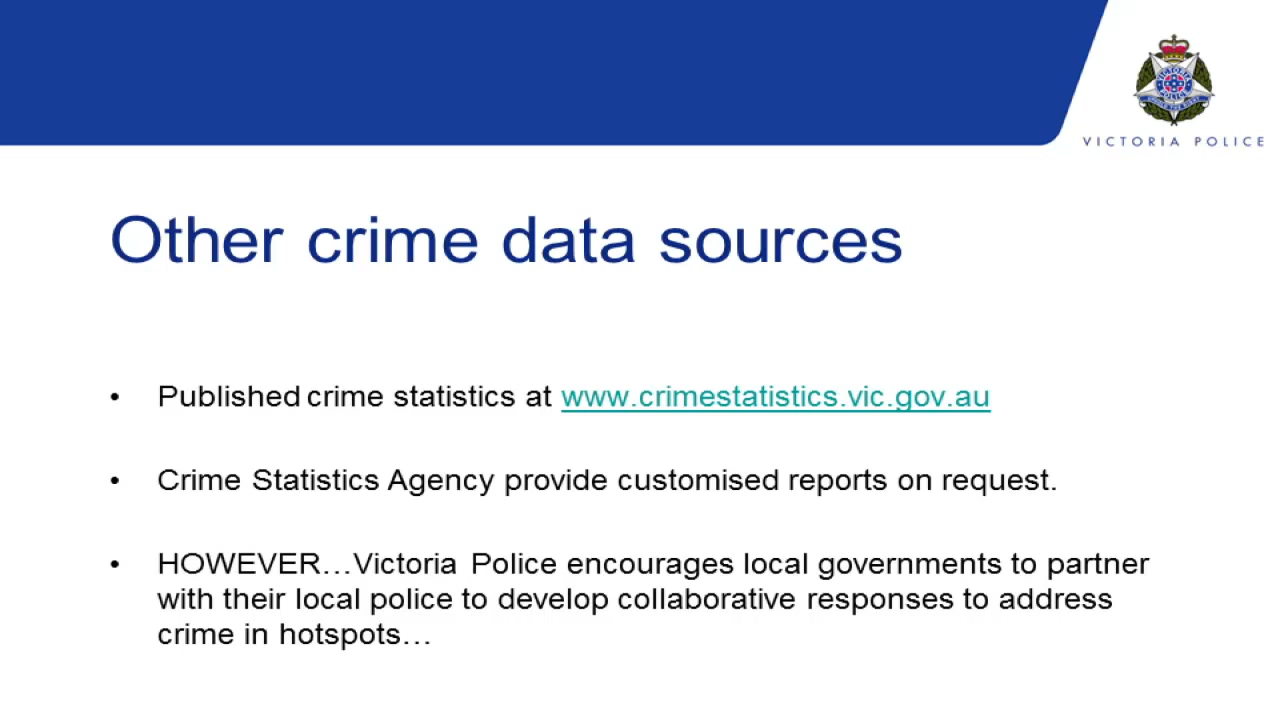 VICTORIA POLICE
Other crime data sources
• Published crime statistics at www.crimestatistics.vic.gov.au
• Crime Statistics Agency provide customised reports on request.
• HOWEVER…Victoria Police encourages local governments to partner
with their local police to develop collaborative responses to address
crime in hotspots…